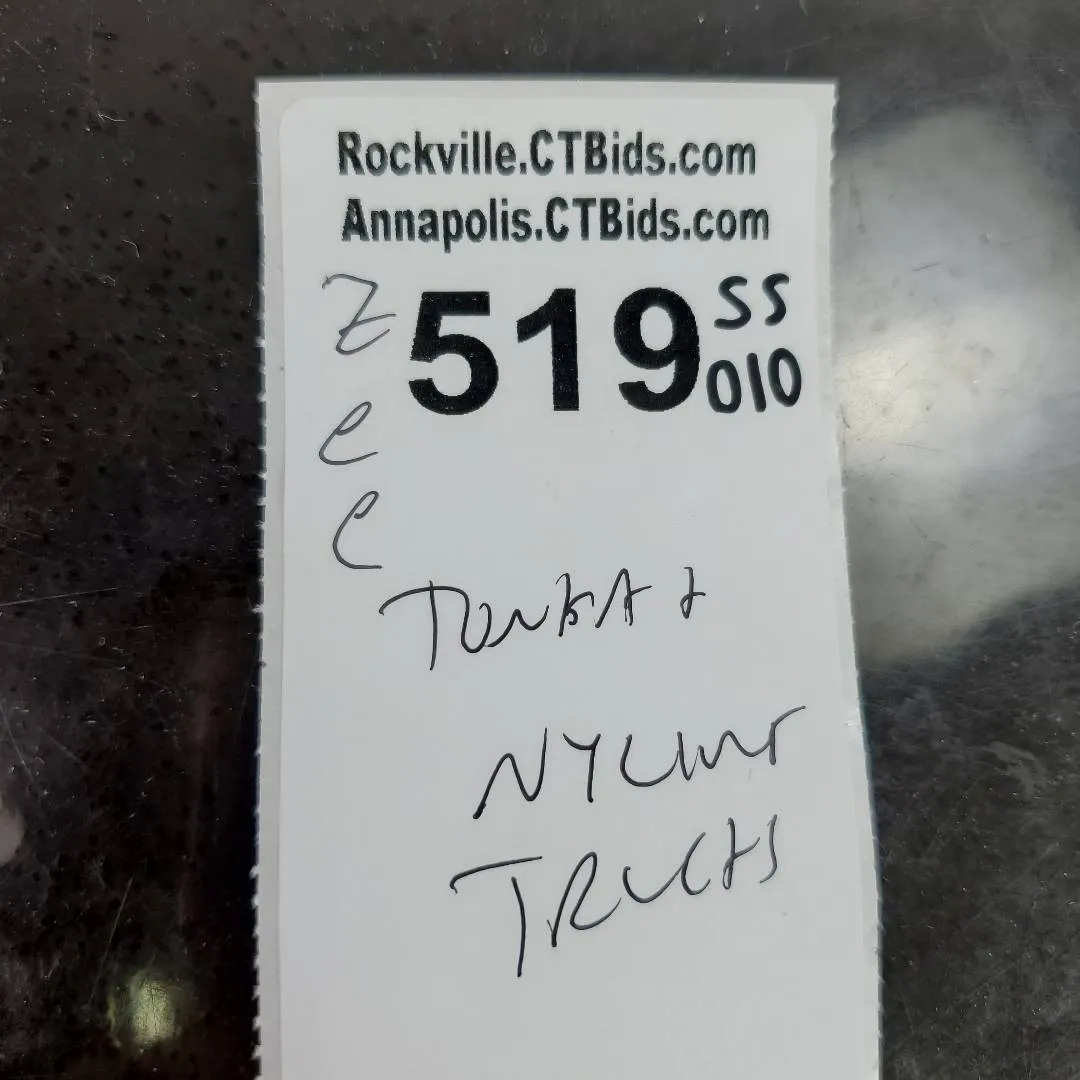 Rockville.CTBids.com
Annapolis.CTBids.com
Z 519 SS
010
e
e
TONKA &
NYLINT
TRUCKS